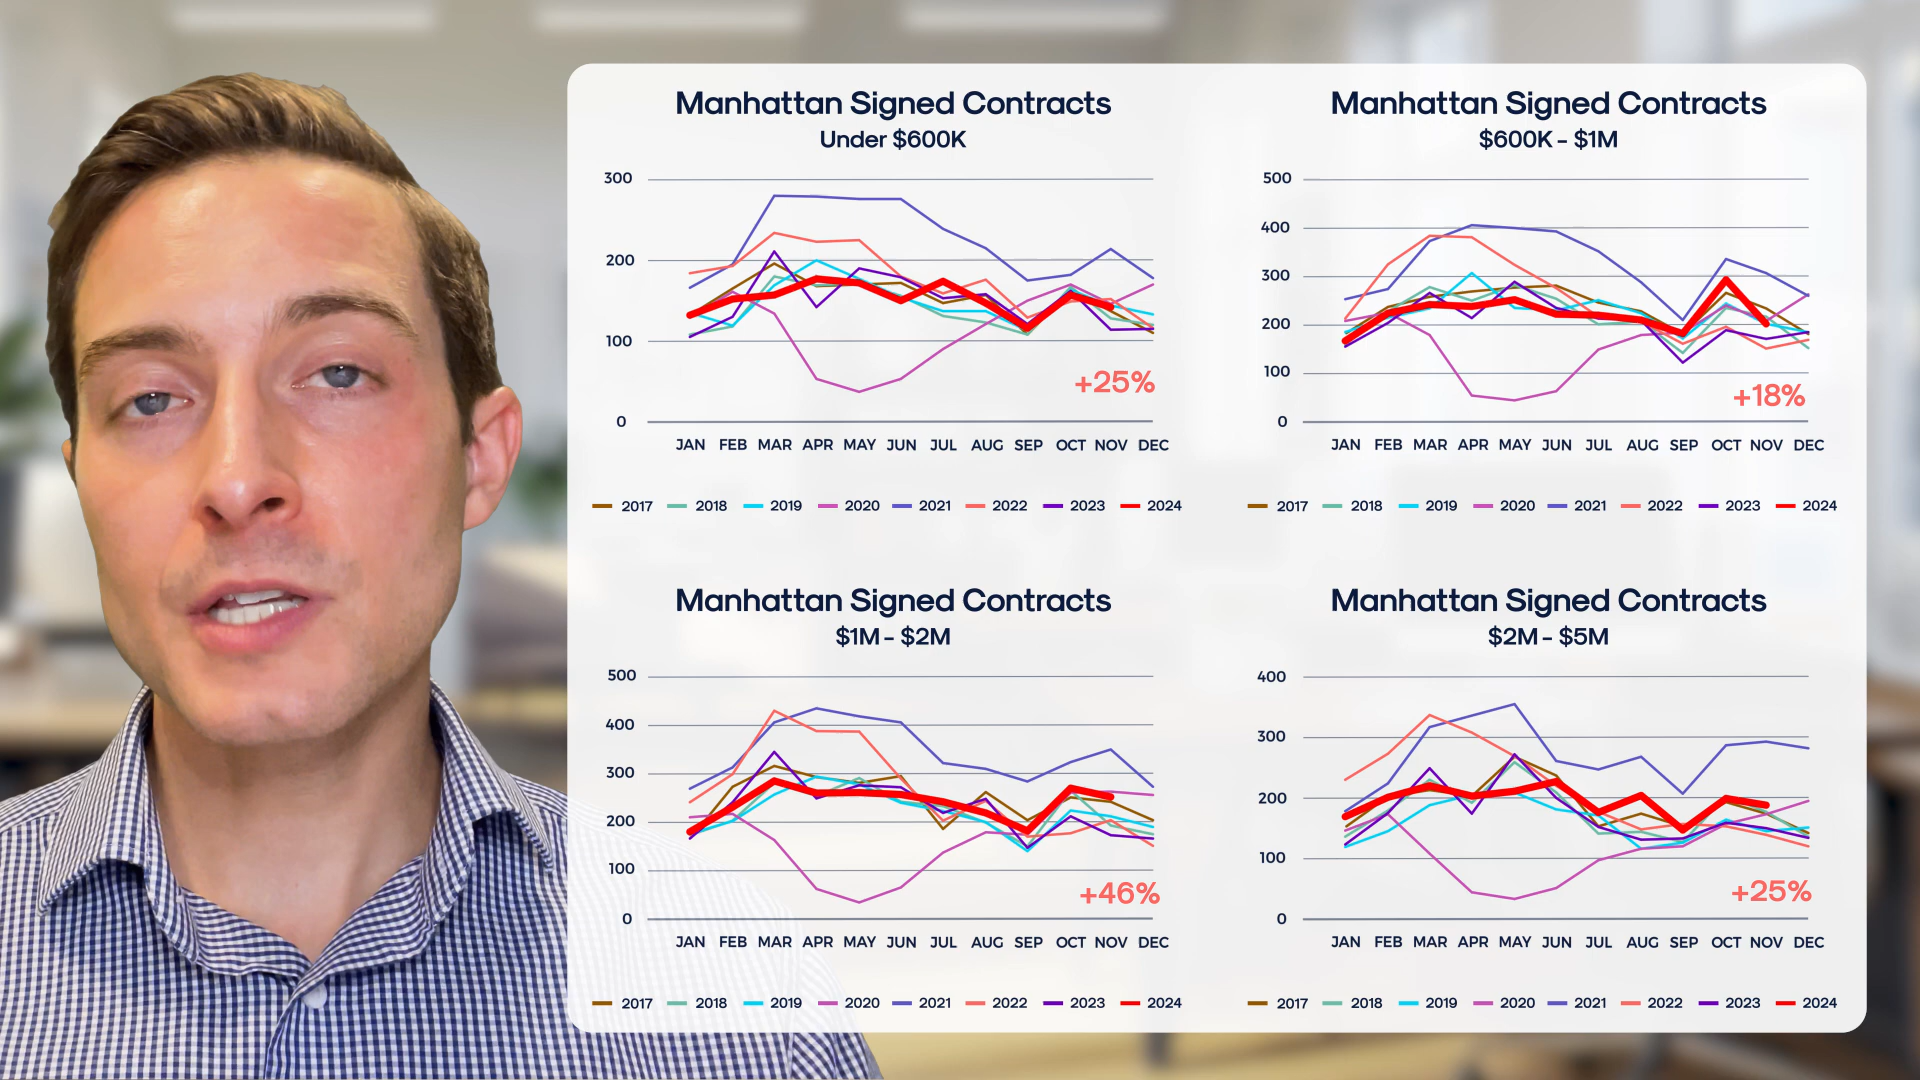 Manhattan Signed Contracts
Under $600K
300
200
100
0
+25%
JAN FEB MAR APR MAY JUN JUL AUG SEP OCT NOV DEC
2017 2018 2019 2020 2021 2022 2023 2024
Manhattan Signed Contracts
$600K - $1M
500
400
300
200
100
0
+18%
JAN FEB MAR APR MAY JUN JUL AUG SEP OCT NOV DEC
2017 2018 2019 2020 2021 2022 2023 2024
Manhattan Signed Contracts
$1M - $2M
500
400
300
200
100
0
+46%
JAN FEB MAR APR MAY JUN JUL AUG SEP OCT NOV DEC
2017 2018 2019 2020 2021 2022 2023 2024
Manhattan Signed Contracts
$2M - $5M
400
300
200
100
0
+25%
JAN FEB MAR APR MAY JUN JUL AUG SEP OCT NOV DEC
2017 2018 2019 2020 2021 2022 2023 2024